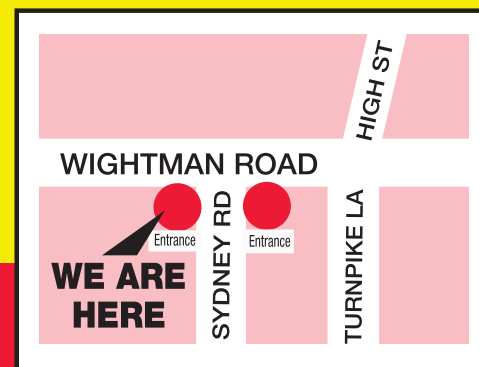 HIGH ST
WIGHTMAN ROAD
Entrance
SYDNEY RD
Entrance
TURNPIKE LA
WE ARE
HERE